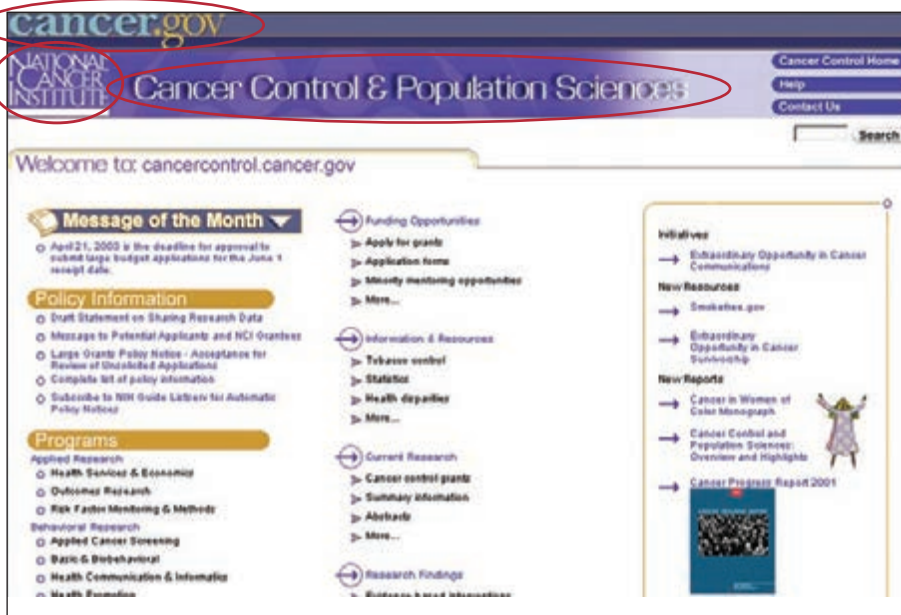 cancer.gov
NATIONAL
CANCER
INSTITUTE
Cancer Control & Population Sciences
Cancer Control Home
Help
Contact Us
Search
Welcome to: cancercontrol.cancer.gov
Message of the Month
April 21, 2003 is the deadline for approval to
submit large budget applications for the June 1
receipt date.
Policy Information
Draft Statement on Sharing Research Data
Message to Potential Applicants and NCI Grantees
Large Grants Policy Notice - Acceptance for
Review of Unsolicited Applications
Complete list of policy information
Subscribe to NIH Guide Listserv for Automatic
Policy Notices
Programs
Applied Research
Health Services & Economics
Outcomes Research
Risk Factor Monitoring & Methods
Behavioral Research
Applied Cancer Screening
Basic & Biobehavioral
Health Communication & Informatics
Health Promotion
Funding Opportunities
Apply for grants
Application forms
Minority mentoring opportunities
More...
Information & Resources
Tobacco control
Statistics
Health disparities
More...
Current Research
Cancer control grants
Summary information
Abstracts
More...
Research Findings
Evidence-based interventions
Initiatives
Extraordinary Opportunity in Cancer
Communications
New Resources
Smokefree.gov
Extraordinary
Opportunity in Cancer
Survivorship
New Reports
Cancer in Women of
Color Monograph
Cancer Control and
Population Sciences:
Overview and Highlights
Cancer Progress Report 2001
CANCER PROGRESS REPORT